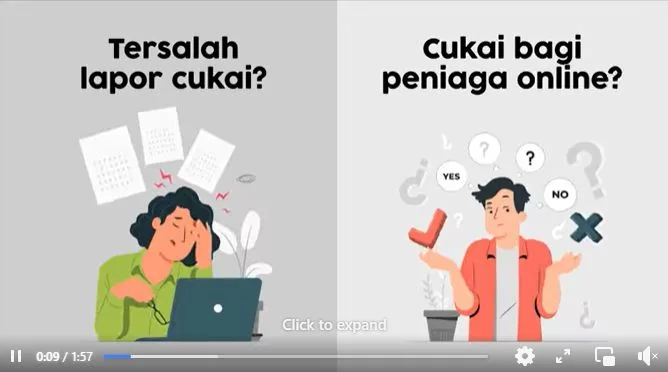 Tersalah
lapor cukai?
Cukai bagi
peniaga online?
?
?
?
YES
NO
?
?
?
?
?
Click to expand
0:09 / 1:57